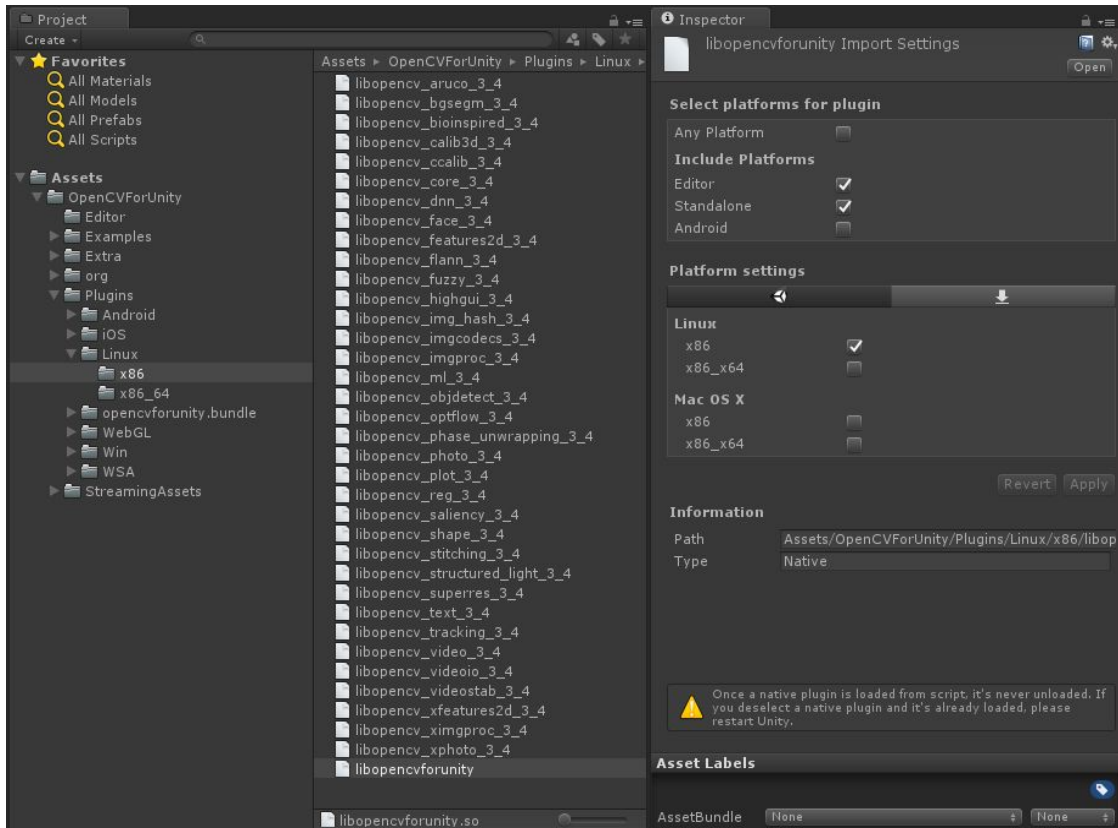 Project
Create
Favorites
All Materials
All Models
All Prefabs
All Scripts
Assets
OpenCVForUnity
Editor
Examples
Extra
org
Plugins
Android
iOS
Linux
x86
x86_64
opencvforunity.bundle
WebGL
Win
WSA
StreamingAssets
Assets OpenCVForUnity Plugins Linux
libopencv_aruco_3_4
libopencv_bgsegm_3_4
libopencv_bioinspired_3_4
libopencv_calib3d_3_4
libopencv_ccalib_3_4
libopencv_core_3_4
libopencv_dnn_3_4
libopencv_face_3_4
libopencv_features2d_3_4
libopencv_flann_3_4
libopencv_fuzzy_3_4
libopencv_highgui_3_4
libopencv_img_hash_3_4
libopencv_imgcodecs_3_4
libopencv_imgproc_3_4
libopencv_ml_3_4
libopencv_objdetect_3_4
libopencv_optflow_3_4
libopencv_phase_unwrapping_3_4
libopencv_photo_3_4
libopencv_plot_3_4
libopencv_reg_3_4
libopencv_saliency_3_4
libopencv_shape_3_4
libopencv_stitching_3_4
libopencv_structured_light_3_4
libopencv_superres_3_4
libopencv_text_3_4
libopencv_tracking_3_4
libopencv_video_3_4
libopencv_videoio_3_4
libopencv_videostab_3_4
libopencv_xfeatures2d_3_4
libopencv_ximgproc_3_4
libopencv_xphoto_3_4
libopencvforunity
libopencvforunity.so
Inspector
libopencvforunity Import Settings
Open
Select platforms for plugin
Any Platform
Include Platforms
Editor
Standalone
Android
Platform settings
Linux
x86
x86_x64
Mac OS X
x86
x86_x64
Revert Apply
Information
Path Assets/OpenCVForUnity/Plugins/Linux/x86/libop
Type Native
Once a native plugin is loaded from script, it's never unloaded. If
you deselect a native plugin and it's already loaded, please
restart Unity.
Asset Labels
AssetBundle None None